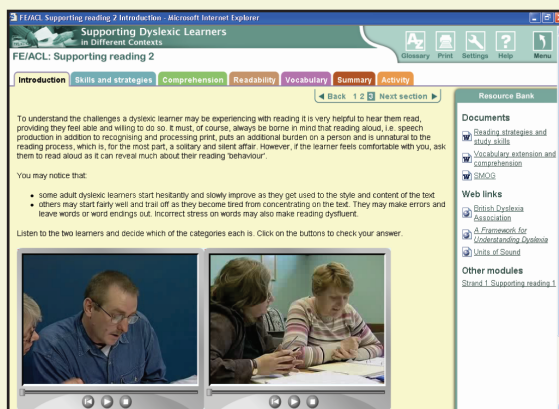 FE/ACL Supporting reading 2 Introduction - Microsoft Internet Explorer
Supporting Dyslexic Learners
in Different Contexts
FE/ACL: Supporting reading 2
Glossary Print Settings Help Menu
Introduction Skills and strategies Comprehension Readability Vocabulary Summary Activity
Back 1 2 3 Next section
To understand the challenges a dyslexic learner may be experiencing with reading it is very helpful to hear them read,
providing they feel able and willing to do so. It must, of course, always be born in mind that reading aloud, i.e. speech
production in addition to recognising and processing print, puts an additional burden on a person and is unnatural to the
reading process, which is, for the most part, a solitary and silent affair. However, if the learner feels comfortable with you, ask
them to read aloud as it can reveal much about their reading 'behaviour'.
You may notice that:
• some adult dyslexic learners start hesitantly and slowly improve as they get used to the style and content of the text
• others may start fairly well and trail off as they become tired from concentrating on the text. They may make errors and
leave words or word endings out. Incorrect stress on words may also make reading dysfluent.
Listen to the two learners and decide which of the categories each is. Click on the buttons to check your answer.
Resource Bank
Documents
Reading strategies and
study skills
Vocabulary extension and
comprehension
SMOG
Web links
British Dyslexia
Association
A Framework for
Understanding Dyslexia
Units of Sound
Other modules
Strand 1 Supporting reading 1